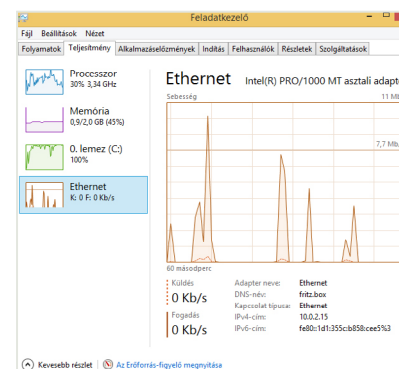 Feladatkezelő
Fájl Beállítások Nézet
Folyamatok Teljesítmény Alkalmazáselőzmények Indítás Felhasználók Részletek Szolgáltatások
Processzor
30% 3,34 GHz
Memória
0,9/2,0 GB (45%)
0. lemez (C:)
100%
Ethernet
K: 0 F: 0 Kb/s
Ethernet Intel(R) PRO/1000 MT asztali adapte
Sebesség 11 Mb
7,7 Mb
60 másodperc
Küldés
0 Kb/s
Fogadás
0 Kb/s
Adapter neve: Ethernet
DNS-név: fritz.box
Kapcsolat típusa: Ethernet
IPv4-cím: 10.0.2.15
IPv6-cím: fe80::1d1:355c:b858:cee5%3
Kevesebb részlet Az Erőforrás-figyelő megnyitása